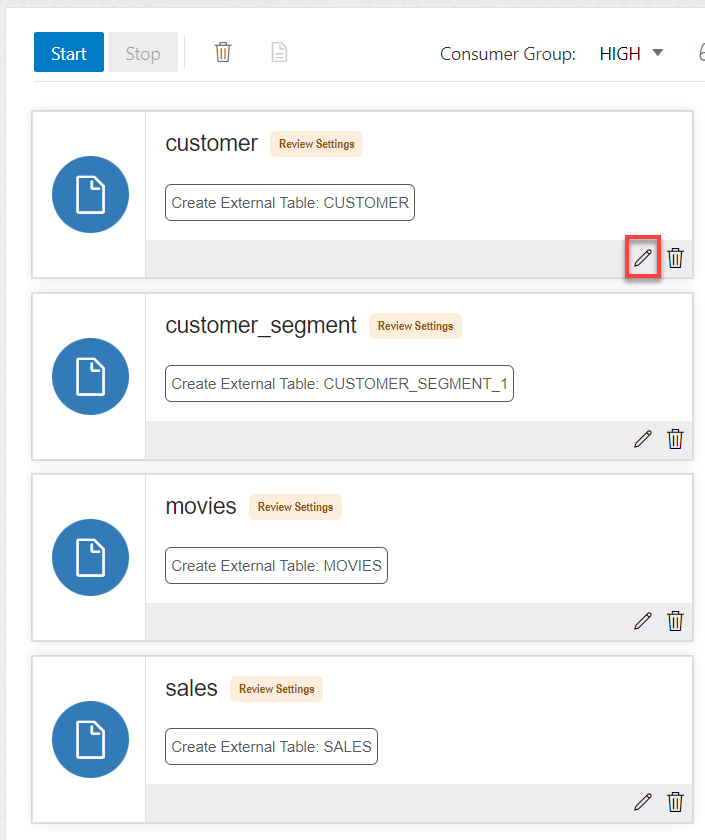 Start Stop Consumer Group: HIGH
customer Review Settings
Create External Table: CUSTOMER
customer_segment Review Settings
Create External Table: CUSTOMER_SEGMENT_1
movies Review Settings
Create External Table: MOVIES
sales Review Settings
Create External Table: SALES